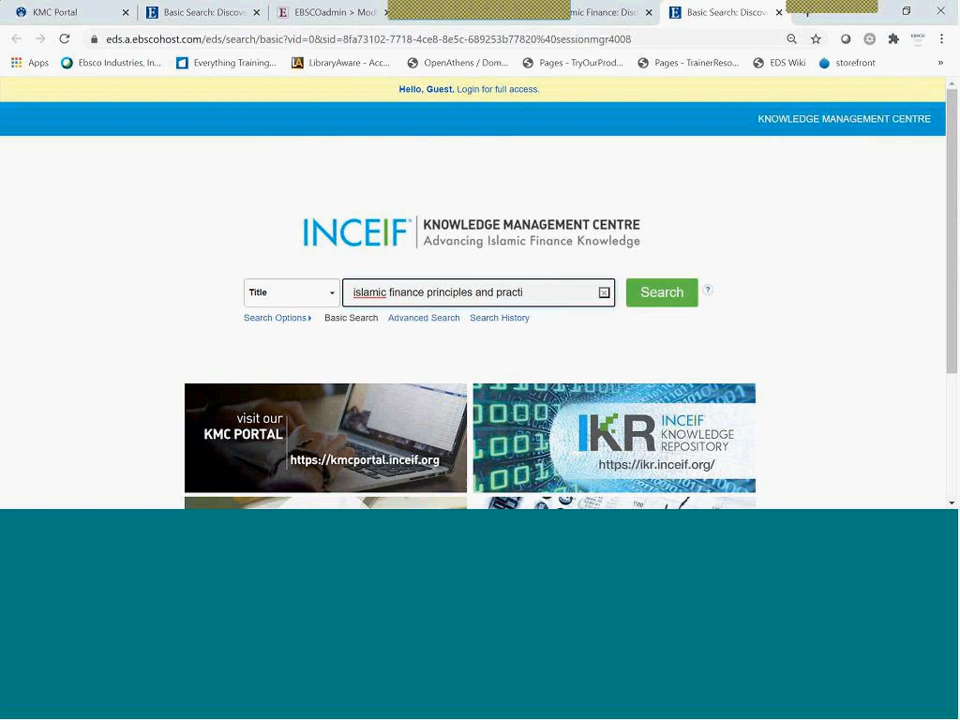 KMC Portal
Basic Search: Discov
EBSCOadmin > Mod
mic Finance: Disc
Basic Search: Discov
eds.a.ebscohost.com/eds/search/basic?vid=0&sid=8fa73102-7718-4ce8-8e5c-689253b77820%40sessionmgr4008
Apps
Ebsco Industries, In...
Everything Training...
LibraryAware - Acc...
OpenAthens / Dom...
Pages - TryOurProd...
Pages - TrainerReso...
EDS Wiki
storefront
»
Hello, Guest. Login for full access.
KNOWLEDGE MANAGEMENT CENTRE
INCEIF
KNOWLEDGE MANAGEMENT CENTRE
Advancing Islamic Finance Knowledge
Title
islamic finance principles and practi
Search
?
Search Options
Basic Search
Advanced Search
Search History
visit our
KMC PORTAL
https://kmcportal.inceif.org
IKR
INCEIF
KNOWLEDGE
REPOSITORY
https://ikr.inceif.org/